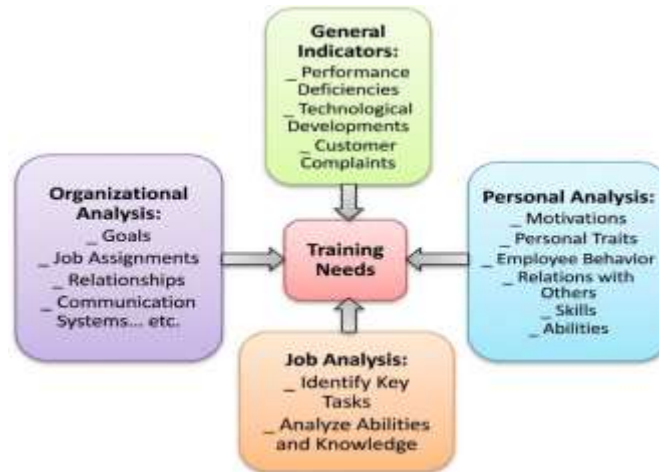 General
Indicators:
_ Performance
Deficiencies
_ Technological
Developments
_ Customer
Complaints
Organizational
Analysis:
_ Goals
_ Job Assignments
_ Relationships
_ Communication
Systems... etc.
Training
Needs
Personal Analysis:
_ Motivations
_ Personal Traits
_ Employee Behavior
_ Relations with
Others
_ Skills
_ Abilities
Job Analysis:
_ Identify Key
Tasks
_ Analyze Abilities
and Knowledge